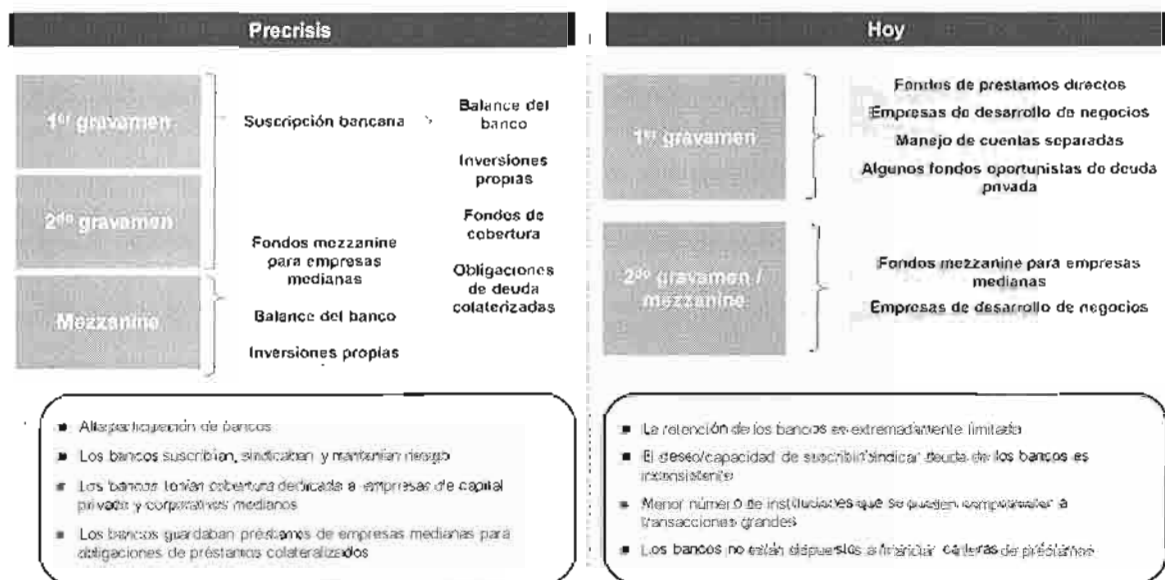 Precrisis
1er gravamen
2do gravamen
Mezzanine
Suscripción bancaria
Fondos mezzanine
para empresas
medianas
Balance del banco
Inversiones propias
Balance del
banco
Inversiones
propias
Fondos de
cobertura
Obligaciones
de deuda
colaterizadas
Alta participación de bancos
Los bancos suscribían, sindicaban y mantenían riesgo
Los bancos tenían cobertura dedicada a empresas de capital
privado y corporativos medianos
Los bancos guardaban préstamos de empresas medianas para
obligaciones de préstamos colateralizados
Hoy
1er gravamen
2do gravamen /
mezzanine
Fondos de préstamos directos
Empresas de desarrollo de negocios
Manejo de cuentas separadas
Algunos fondos oportunistas de deuda
privada
Fondos mezzanine para empresas
medianas
Empresas de desarrollo de negocios
La retención de los bancos es extremadamente limitada
El deseo/capacidad de suscribir/sindicar deuda de los bancos es
inconsistente
Menor número de instituciones que se pueden comprometer a
transacciones grandes
Los bancos no están dispuestos a financiar carteras de préstamos